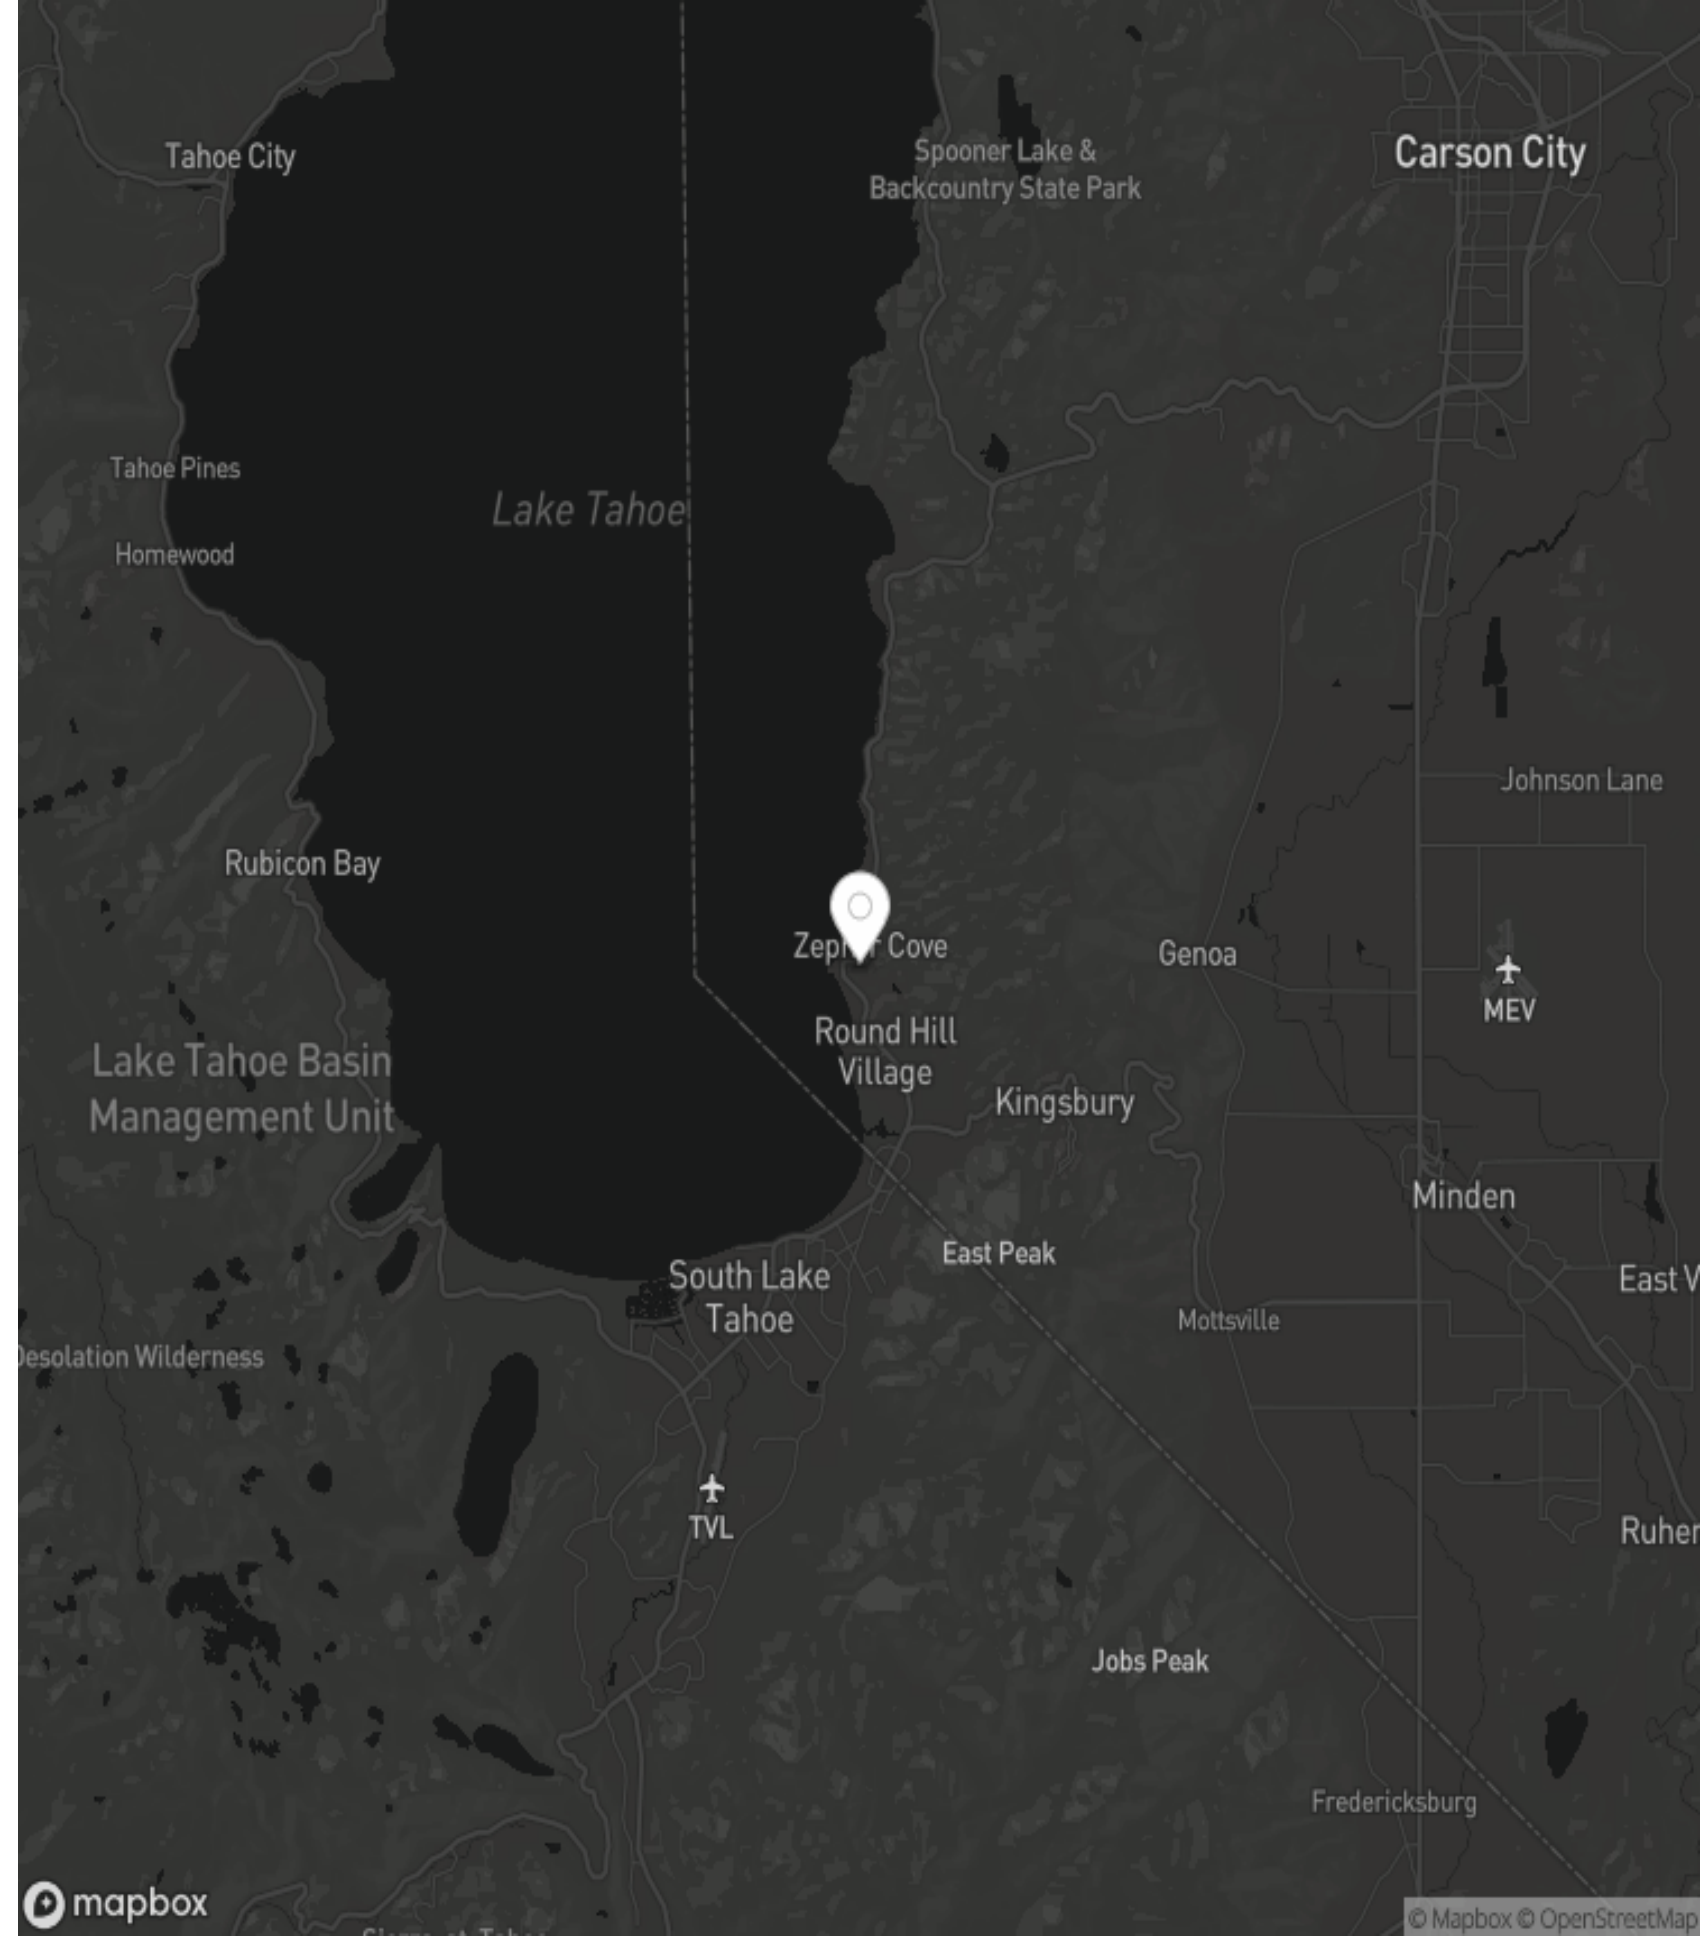 Tahoe City
Spooner Lake &
Backcountry State Park
Carson City
Tahoe Pines
Lake Tahoe
Homewood
Johnson Lane
Rubicon Bay
Cove
Genoa
MEV
Round Hill
Village
Lake Tahoe Basin
Management Unit
Kingsbury
Minden
East Peak
South Lake
Tahoe
East V
Mottsville
Desolation Wilderness
TVL
Ruhen
Jobs Peak
Fredericksburg
mapbox
© Mapbox © OpenStreetMap